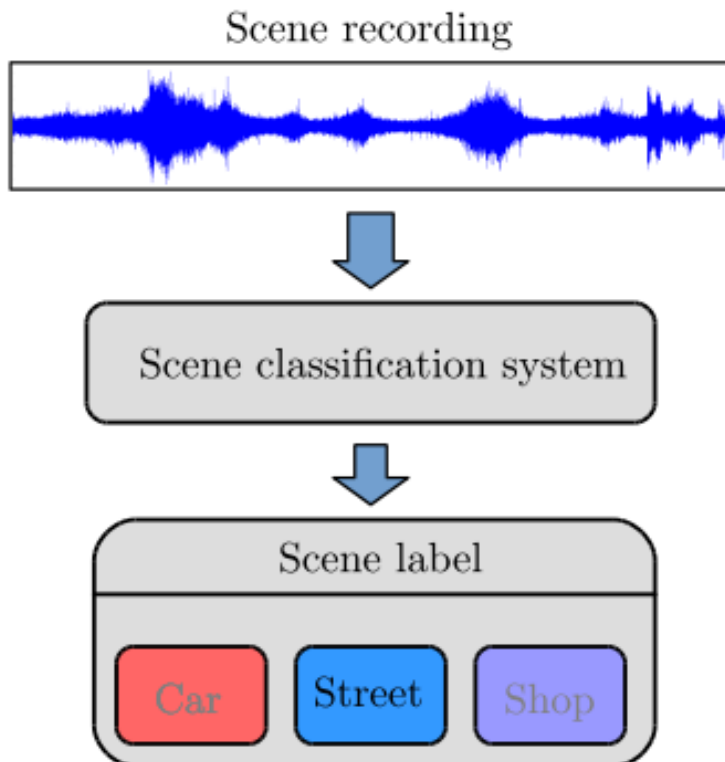 Scene recording
Scene classification system
Scene label
Car
Street
Shop